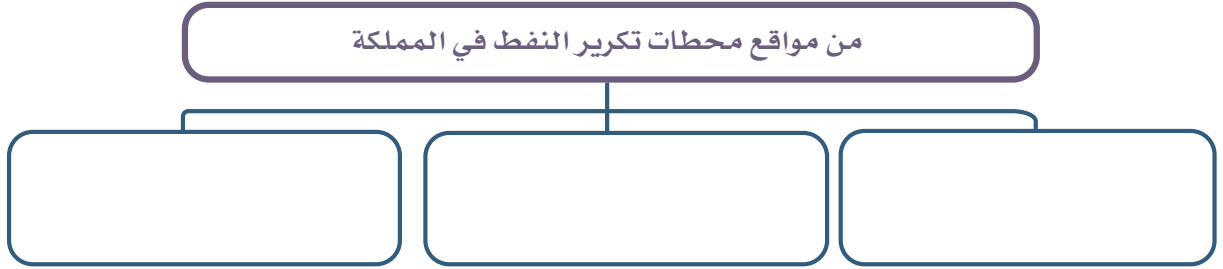 من مواقع محطات تكرير النفط في المملكة